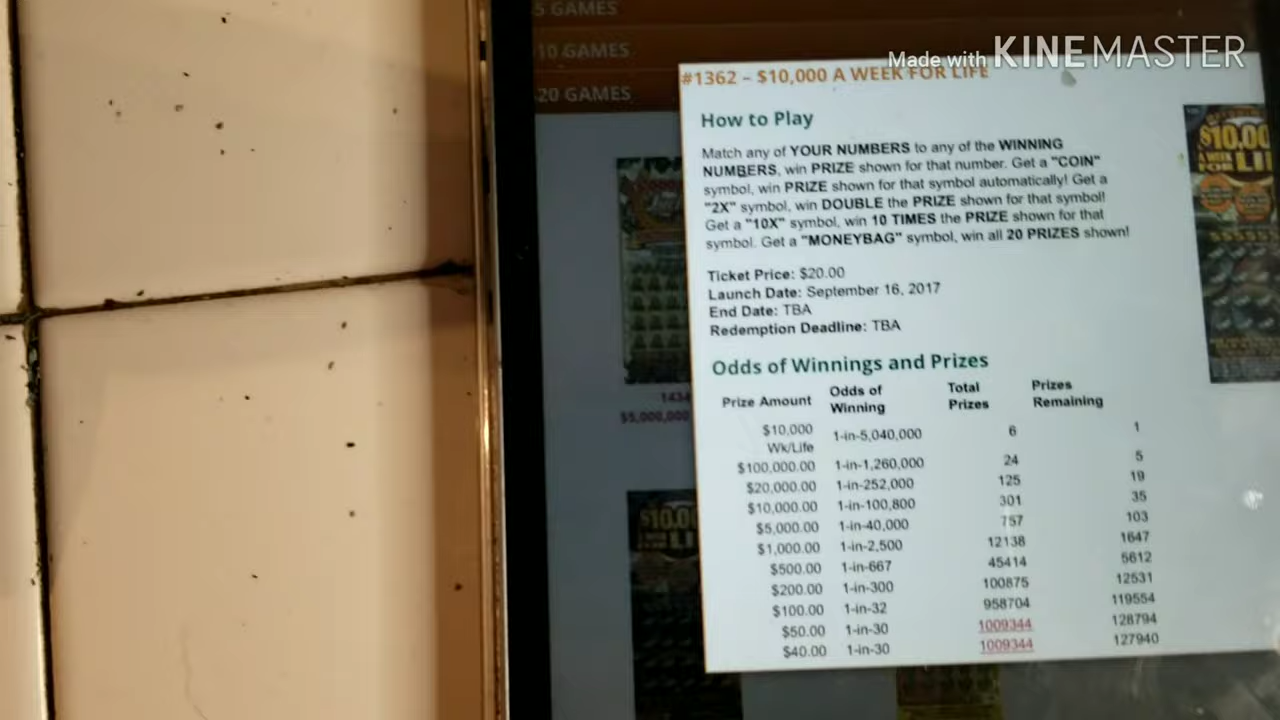 5 GAMES
10 GAMES
20 GAMES
Made with KINEMASTER
#1362 – $10,000 A WEEK FOR LIFE
How to Play
Match any of YOUR NUMBERS to any of the WINNING
NUMBERS, win PRIZE shown for that number. Get a "COIN"
symbol, win PRIZE shown for that symbol automatically! Get a
"2X" symbol, win DOUBLE the PRIZE shown for that symbol!
Get a "10X" symbol, win 10 TIMES the PRIZE shown for that
symbol. Get a "MONEYBAG" symbol, win all 20 PRIZES shown!
Ticket Price: $20.00
Launch Date: September 16, 2017
End Date: TBA
Redemption Deadline: TBA
Odds of Winnings and Prizes
Prize Amount Odds of Winning Total Prizes Prizes Remaining
$10,000 Wk/Life 1-in-5,040,000 6 1
$100,000.00 1-in-1,260,000 24 5
$20,000.00 1-in-252,000 125 19
$10,000.00 1-in-100,800 301 35
$5,000.00 1-in-40,000 757 103
$1,000.00 1-in-2,500 12138 1647
$500.00 1-in-667 45414 5612
$200.00 1-in-300 100875 12531
$100.00 1-in-32 958704 119554
$50.00 1-in-30 1009344 128794
$40.00 1-in-30 1009344 127940
1434
$5,000,000
$10.00
$10.0